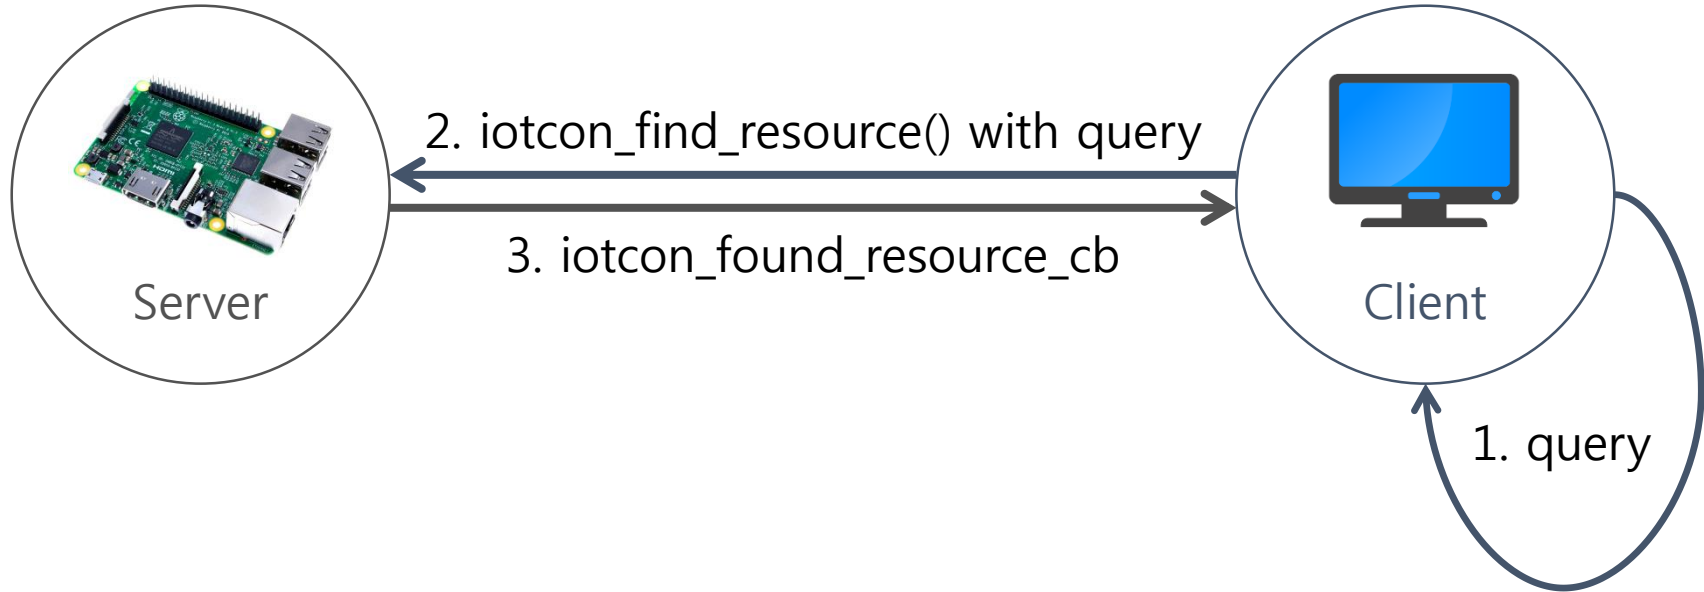 2. iotcon_find_resource() with query
3. iotcon_found_resource_cb
Server
Client
1. query